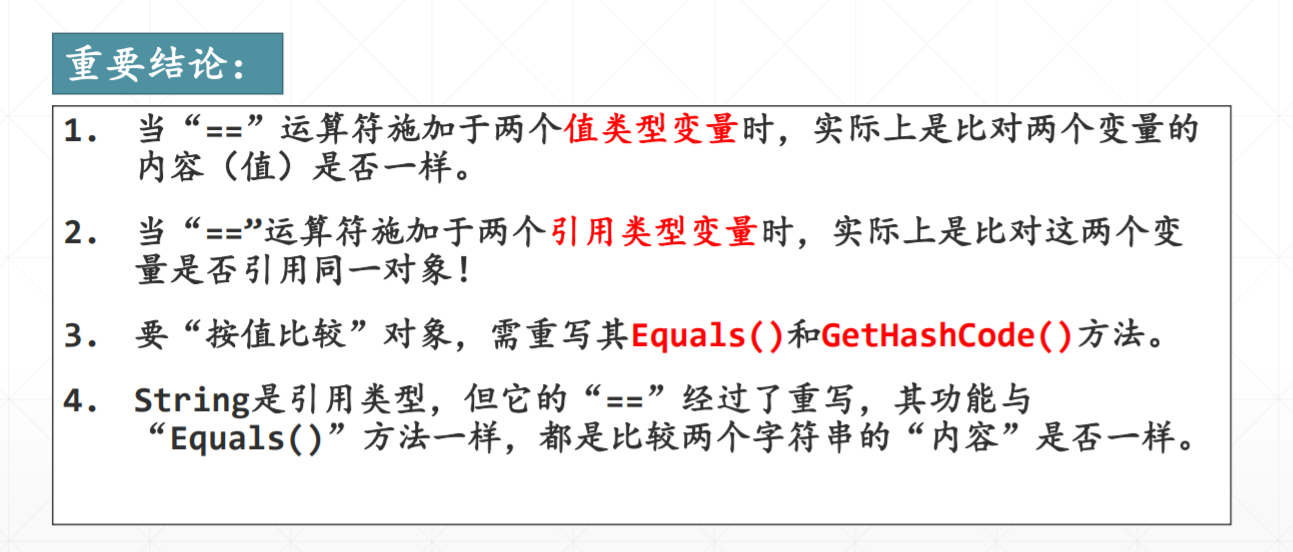 重要结论：
1. 当“==”运算符施加于两个值类型变量时，实际上是比对两个变量的
内容（值）是否一样。
2. 当“==”运算符施加于两个引用类型变量时，实际上是比对这两个变
量是否引用同一对象！
3. 要“按值比较”对象，需重写其Equals()和GetHashCode()方法。
4. String是引用类型，但它的“==”经过了重写，其功能与
“Equals()”方法一样，都是比较两个字符串的“内容”是否一样。